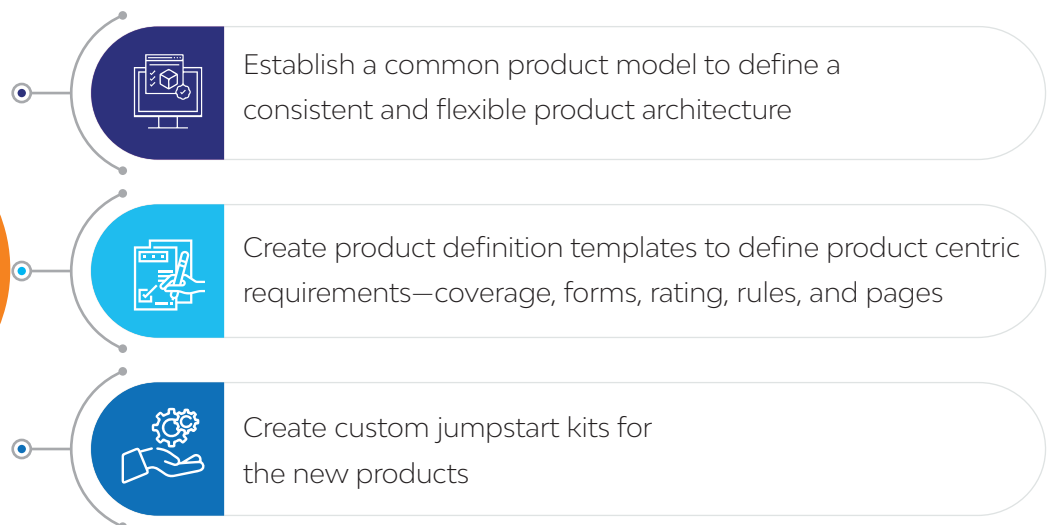 Establish a common product model to define a
consistent and flexible product architecture
Create product definition templates to define product centric
requirements—coverage, forms, rating, rules, and pages
Create custom jumpstart kits for
the new products